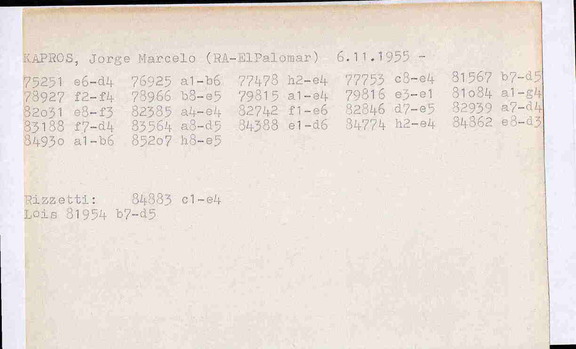 KAPROS, Jorge Marcelo (RA-ElPalomar) 6.11.1955 -
75251 e6-d4 76925 a1-b6 77478 h2-e4 77753 c8-e4 81567 b7-d5
78927 f2-f4 78966 b8-e5 79815 a1-e4 79816 e3-e1 81084 a1-g4
82031 e8-f3 82385 a4-e4 82742 f1-e6 82846 d7-e5 82939 a7-d4
83188 f7-d4 83564 a8-d5 84388 e1-d6 84774 h2-e4 84862 e8-d3
84930 a1-b6 85207 h8-e5
Rizzetti: 84883 c1-e4
Lois 81954 b7-d5